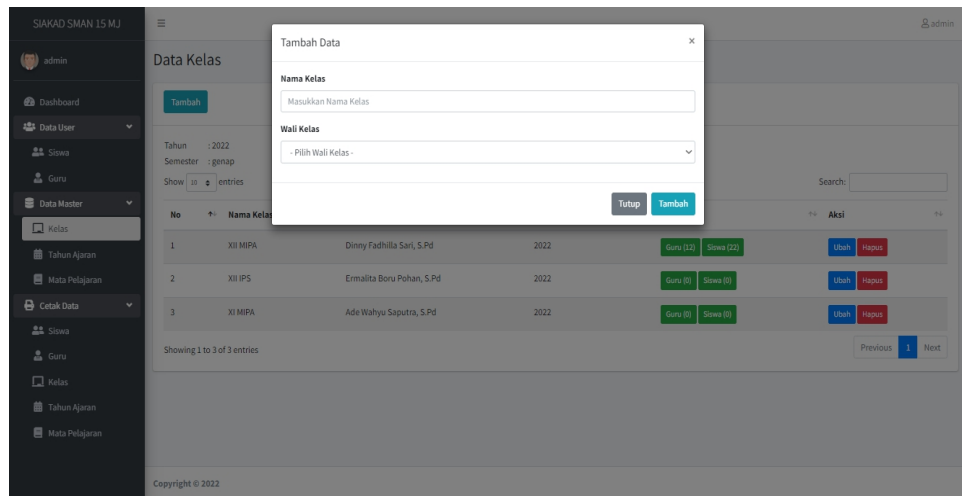 SIAKAD SMAN 15 MJ
admin
admin
Dashboard
Data User
Siswa
Guru
Data Master
Kelas
Tahun Ajaran
Mata Pelajaran
Cetak Data
Siswa
Guru
Kelas
Tahun Ajaran
Mata Pelajaran
Data Kelas
Tambah
Tahun : 2022
Semester : genap
Show 10 entries
Search:
Tambah Data ×
Nama Kelas
Masukkan Nama Kelas
Wali Kelas
- Pilih Wali Kelas -
Tutup Tambah
No Nama Kelas Aksi
1 XII MIPA Dinny Fadhilla Sari, S.Pd 2022 Guru (12) Siswa (22) Ubah Hapus
2 XII IPS Ermalita Boru Pohan, S.Pd 2022 Guru (0) Siswa (0) Ubah Hapus
3 XI MIPA Ade Wahyu Saputra, S.Pd 2022 Guru (0) Siswa (0) Ubah Hapus
Showing 1 to 3 of 3 entries
Previous 1 Next
Copyright © 2022